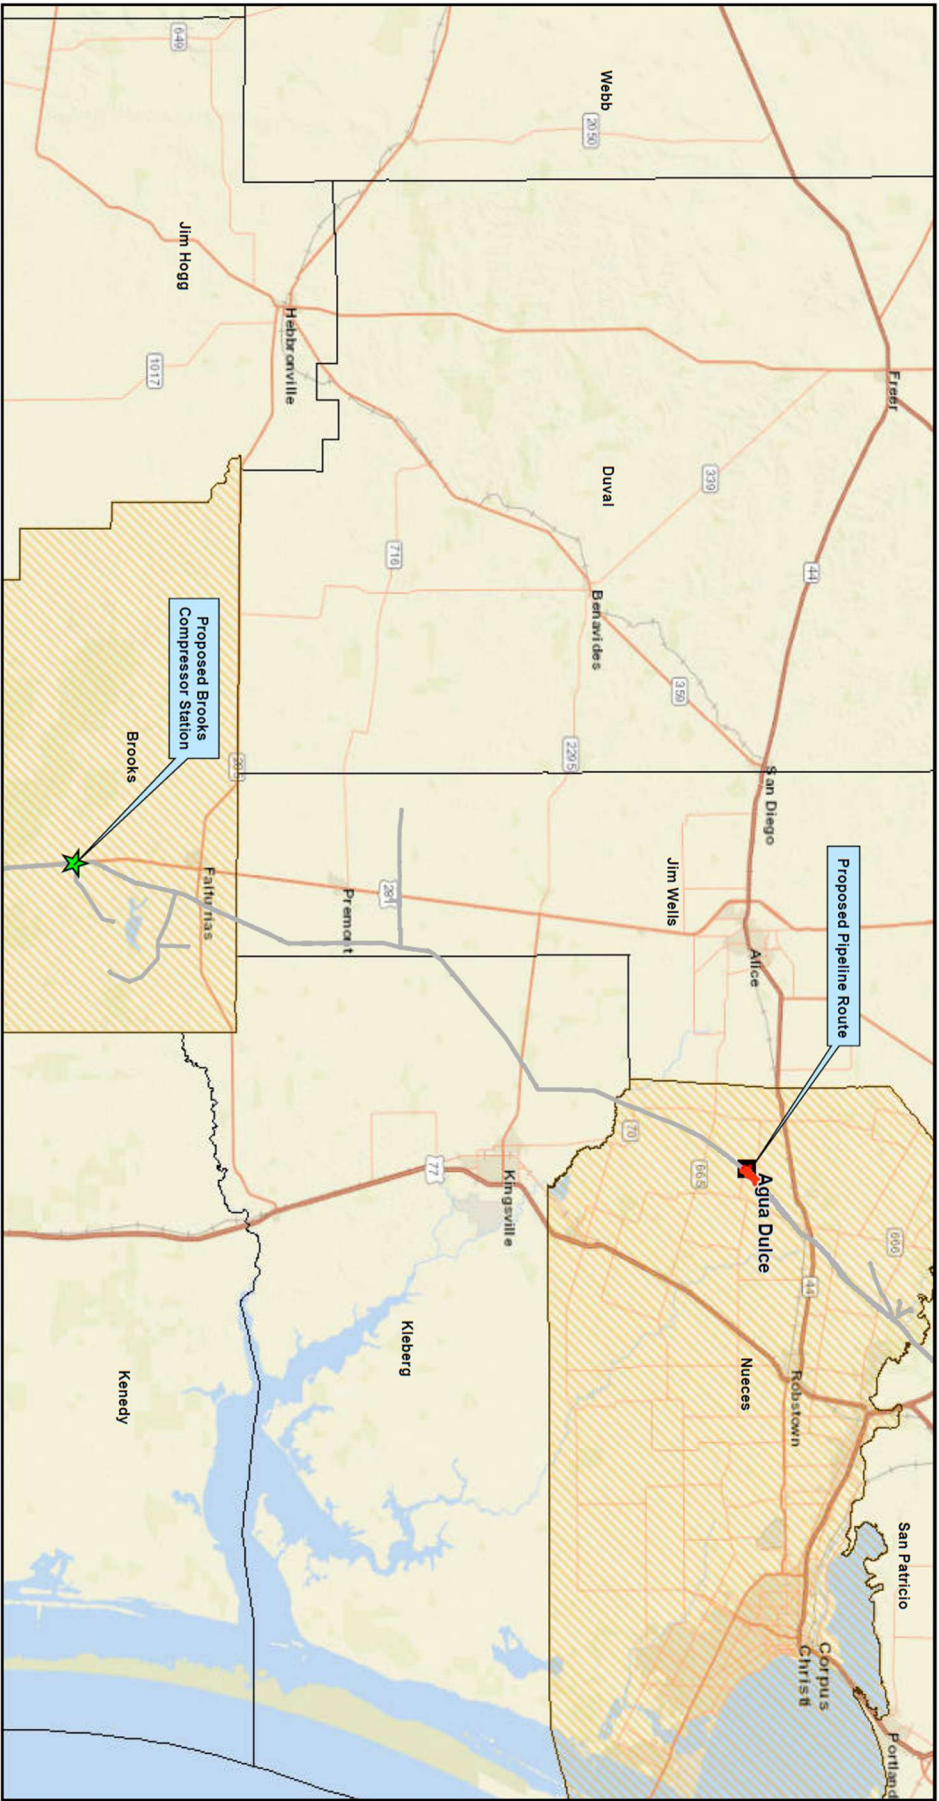 649
Webb
2050
Jim Hogg
Hebbronville
1017
Freer
Duval
339
44
716
Benavides
359
2295
Proposed Brooks
Compressor Station
Brooks
285
Falfurrias
San Diego
Jim Wells
Proposed Pipeline Route
281
Premont
Alice
70
665
Agua Dulce
666
77
Kingsville
44
Kleberg
Nueces
Robstown
Kenedy
San Patricio
Corpus
Christi
Portland